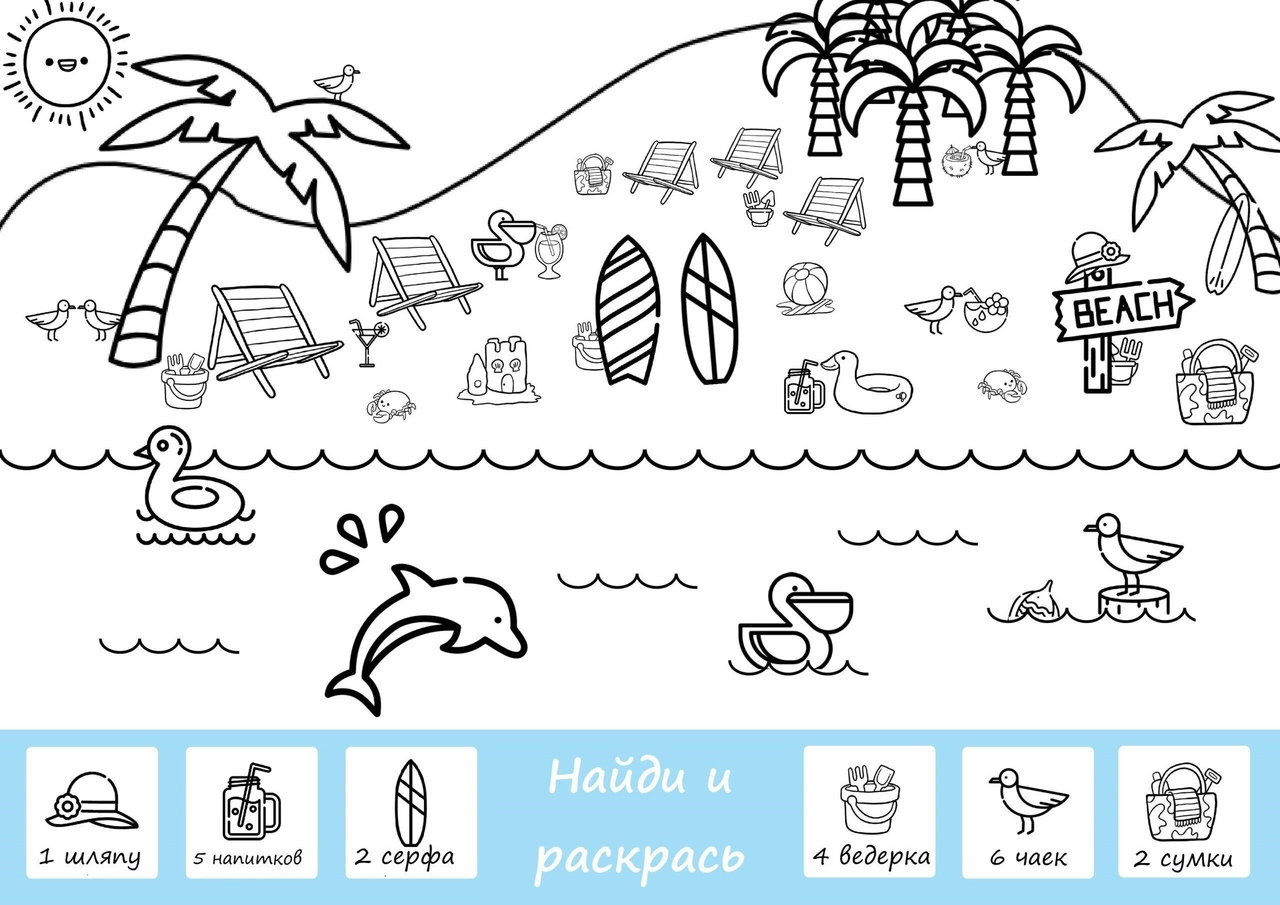 BEACH
Найди и
раскрась
1 шляпу
5 напитков
2 серфа
4 ведерка
6 чаек
2 сумки